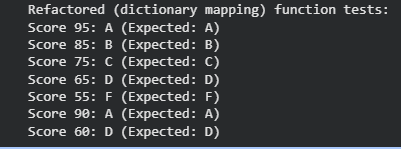 Refactored (dictionary mapping) function tests:
Score 95: A (Expected: A)
Score 85: B (Expected: B)
Score 75: C (Expected: C)
Score 65: D (Expected: D)
Score 55: F (Expected: F)
Score 90: A (Expected: A)
Score 60: D (Expected: D)